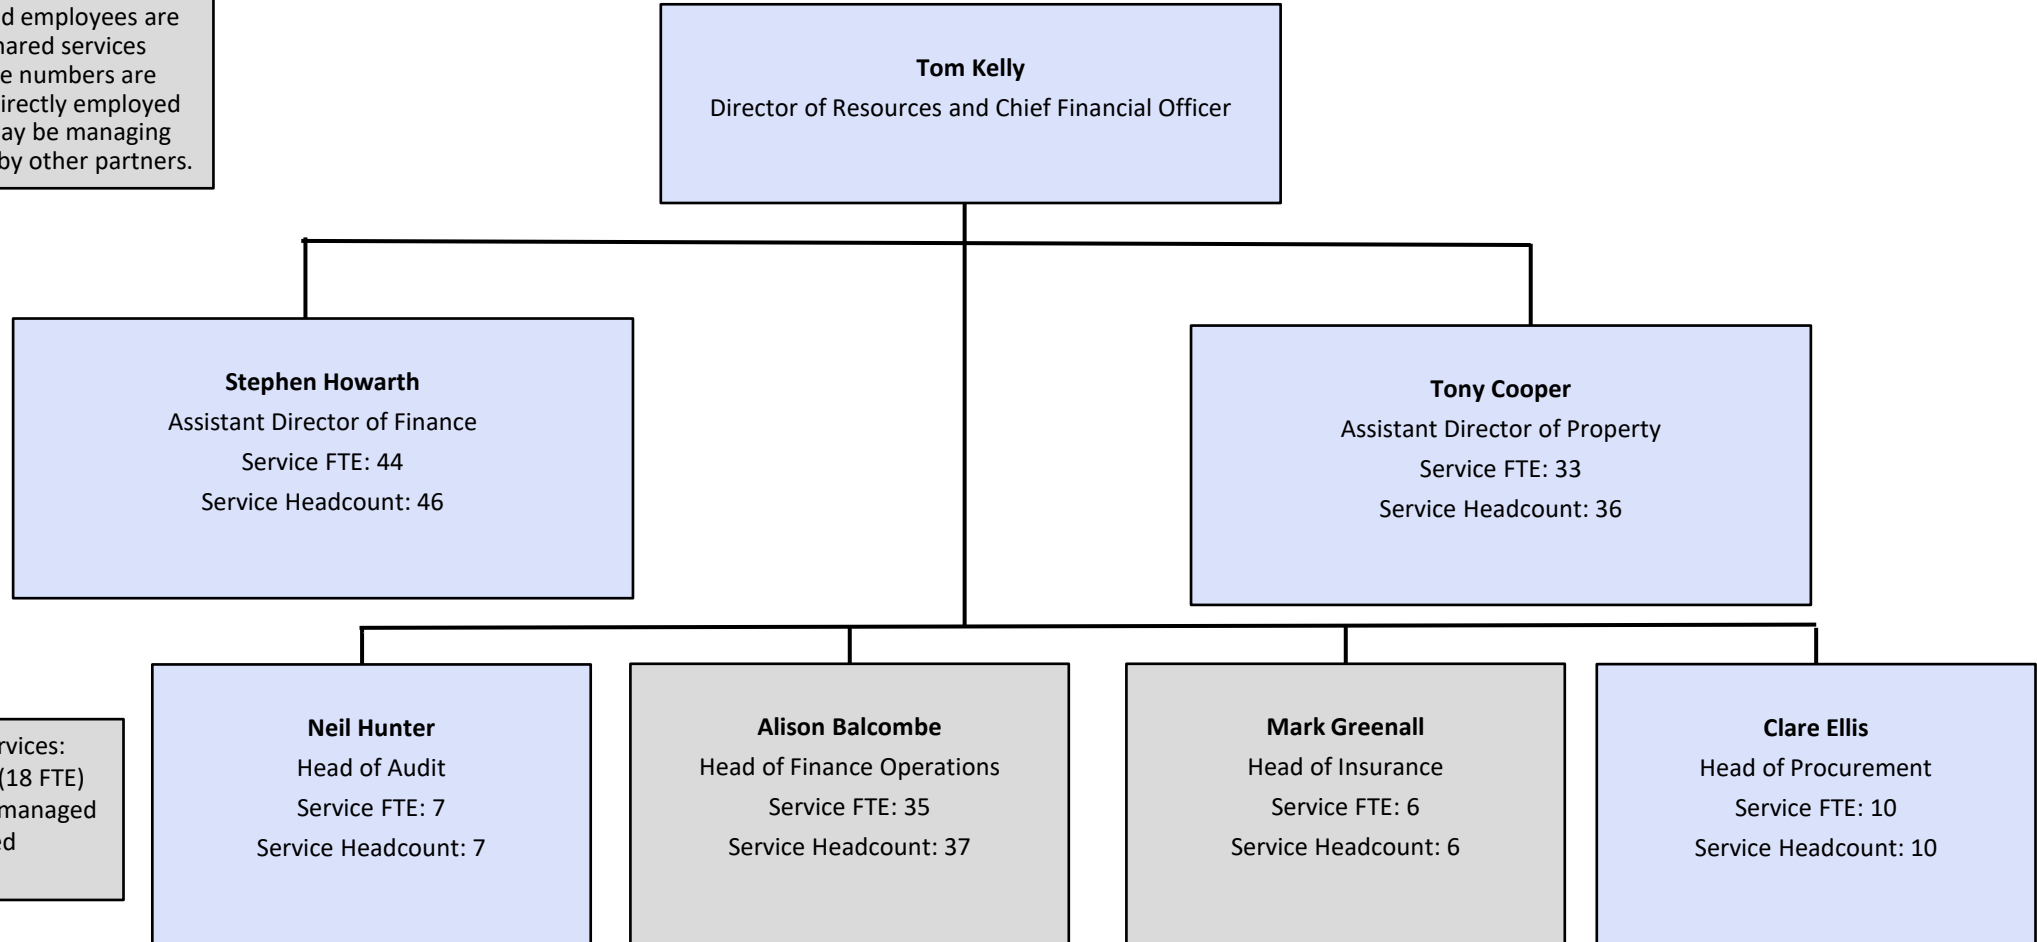 d employees are
ared services
e numbers are
irectly employed
ay be managing
by other partners.
Tom Kelly
Director of Resources and Chief Financial Officer
Stephen Howarth
Assistant Director of Finance
Service FTE: 44
Service Headcount: 46
Tony Cooper
Assistant Director of Property
Service FTE: 33
Service Headcount: 36
rvices:
(18 FTE)
managed
ed
Neil Hunter
Head of Audit
Service FTE: 7
Service Headcount: 7
Alison Balcombe
Head of Finance Operations
Service FTE: 35
Service Headcount: 37
Mark Greenall
Head of Insurance
Service FTE: 6
Service Headcount: 6
Clare Ellis
Head of Procurement
Service FTE: 10
Service Headcount: 10